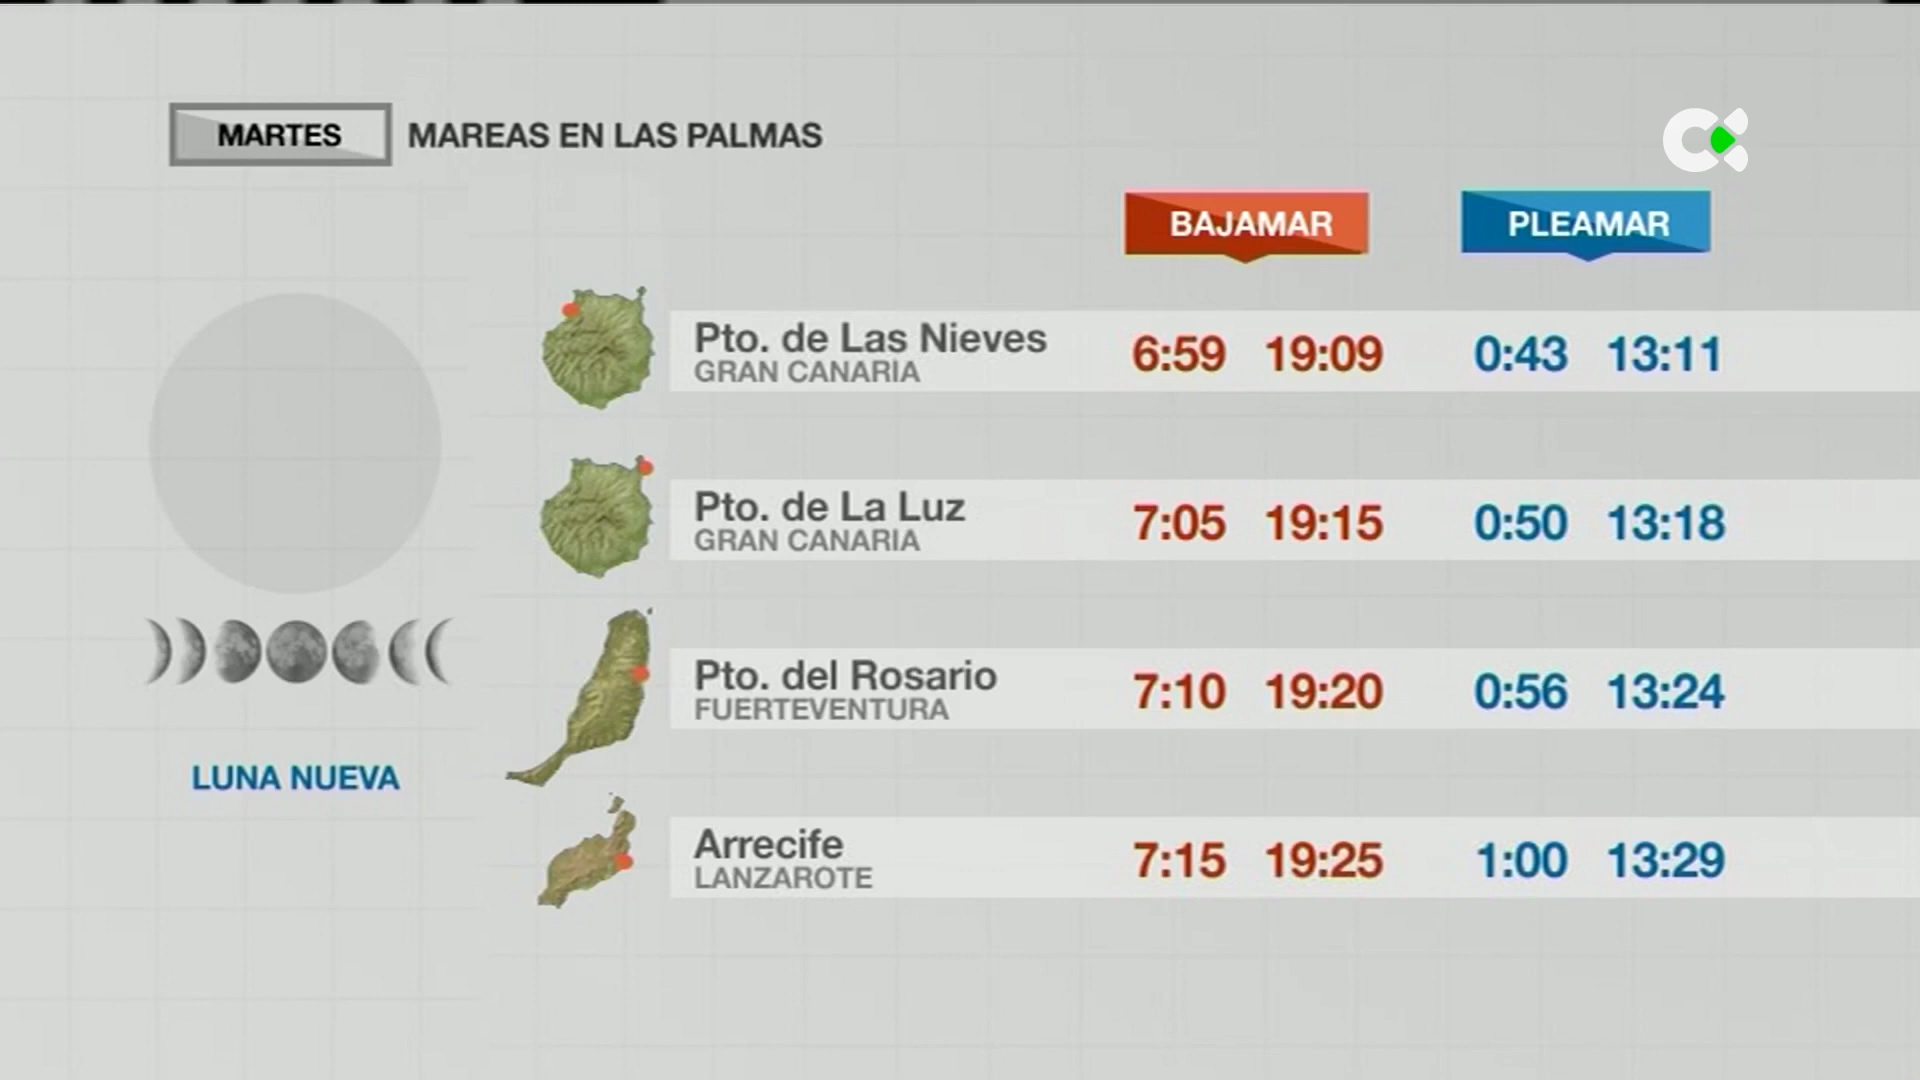 MARTES MAREAS EN LAS PALMAS
BAJAMAR PLEAMAR
Pto. de Las Nieves 6:59 19:09 0:43 13:11
GRAN CANARIA
Pto. de La Luz 7:05 19:15 0:50 13:18
GRAN CANARIA
Pto. del Rosario 7:10 19:20 0:56 13:24
FUERTEVENTURA
LUNA NUEVA
Arrecife 7:15 19:25 1:00 13:29
LANZAROTE